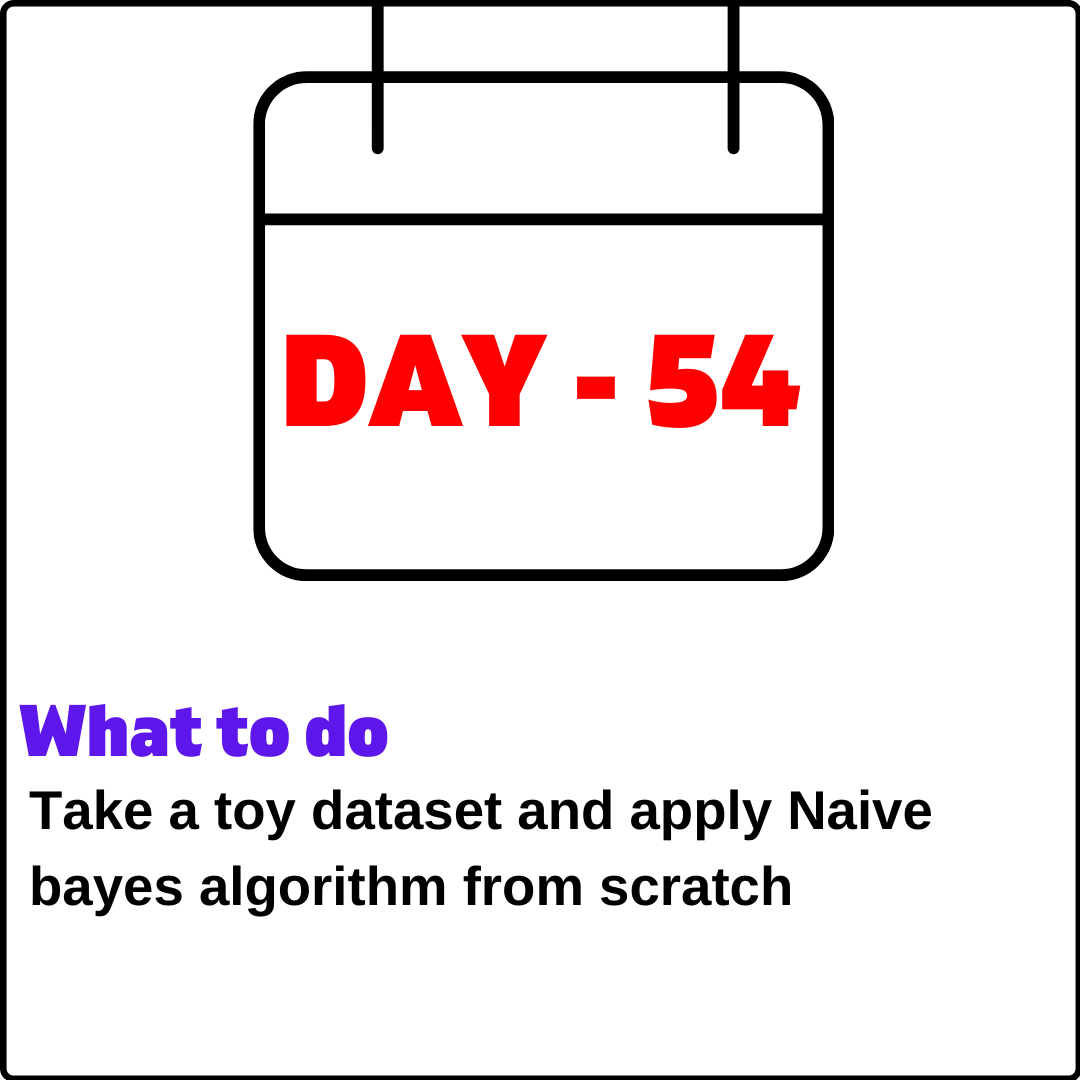 DAY - 54
What to do
Take a toy dataset and apply Naive
bayes algorithm from scratch